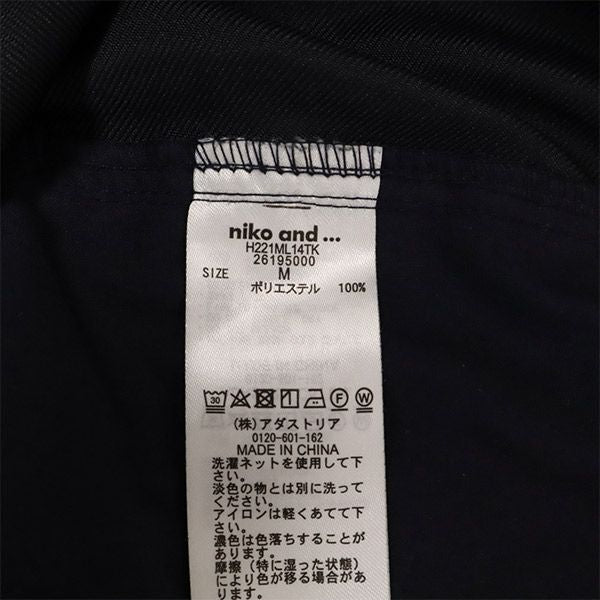 niko and ...
H221ML14TK
26195000
SIZE M
ポリエステル 100%
30
F W
(株)アダストリア
0120-601-162
MADE IN CHINA
洗濯ネットを使用して下
さい。
淡色の物とは別に洗って
ください。
アイロンは軽くあてて下
さい。
濃色は色落ちすることが
あります。
摩擦（特に湿った状態）
により色が移る場合があ
ります。